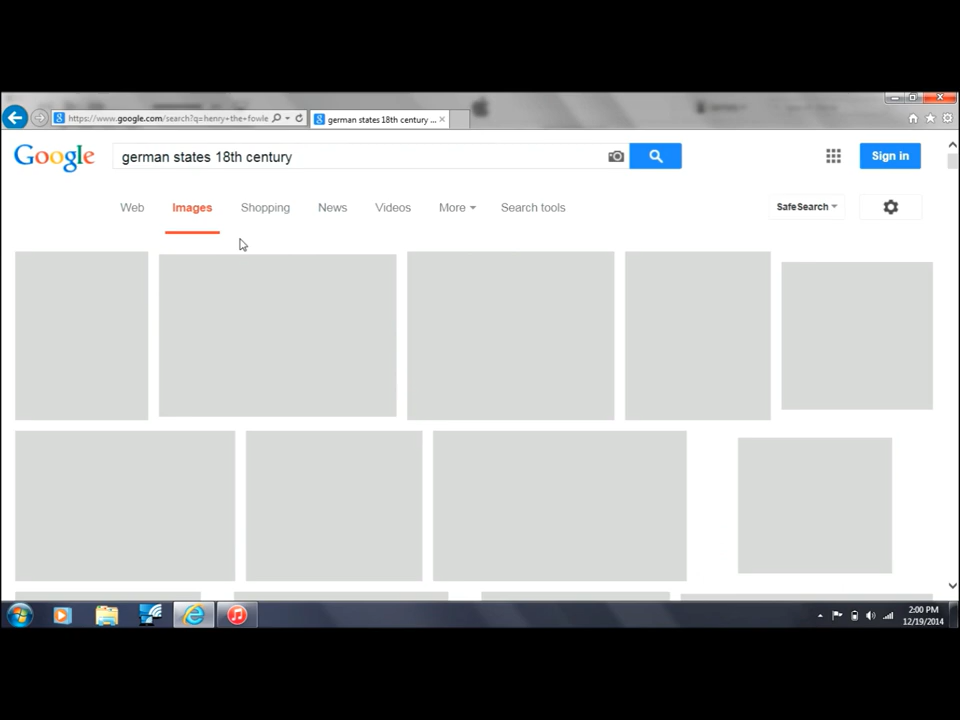 https://www.google.com/search?q=henry+the+fowle
german states 18th century ...
Google
german states 18th century
Sign in
Web Images Shopping News Videos More Search tools
SafeSearch
2:00 PM
12/19/2014